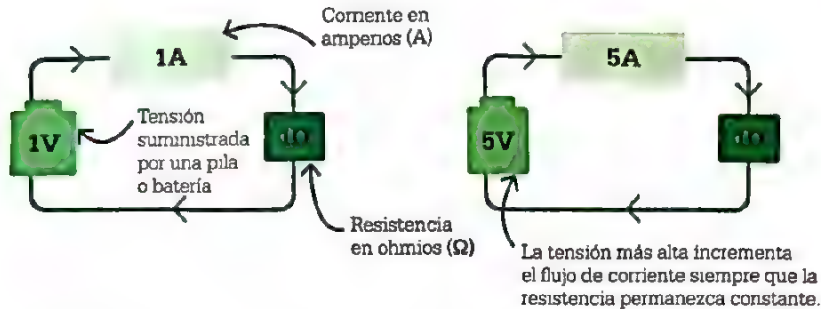 Corriente en
amperios (A)
1A
1V
Tensión
suministrada
por una pila
o batería
Resistencia
en ohmios (Ω)
5A
5V
La tensión más alta incrementa
el flujo de corriente siempre que la
resistencia permanezca constante.